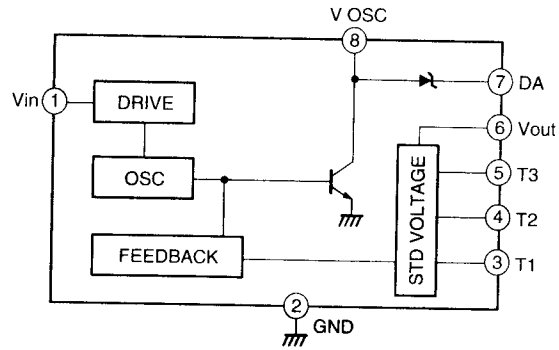 V OSC
8
7 DA
Vin 1
DRIVE
6 Vout
OSC
STD VOLTAGE
5 T3
4 T2
FEEDBACK
3 T1
2
GND